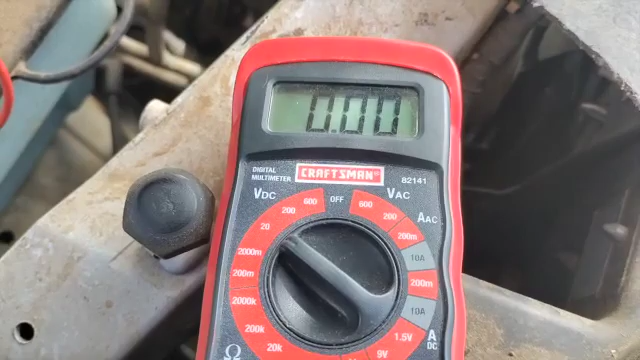 0.00
DIGITAL
MULTIMETER
CRAFTSMAN
82141
VDC
OFF
VAC
600
200
20
2000m
200m
2000k
200k
20k
Ω
600
200
AAC
200m
10A
200m
10A
A
DC
1.5V
9V